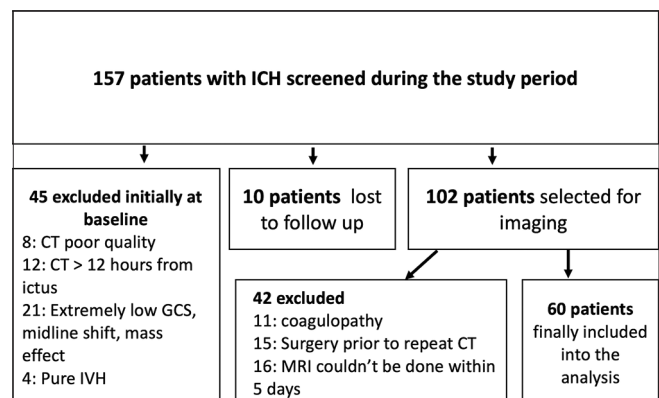 157 patients with ICH screened during the study period
45 excluded initially at
baseline
8: CT poor quality
12: CT > 12 hours from
ictus
21: Extremely low GCS,
midline shift, mass
effect
4: Pure IVH
10 patients lost
to follow up
102 patients selected for
imaging
42 excluded
11: coagulopathy
15: Surgery prior to repeat CT
16: MRI couldn't be done within
5 days
60 patients
finally included
into the
analysis